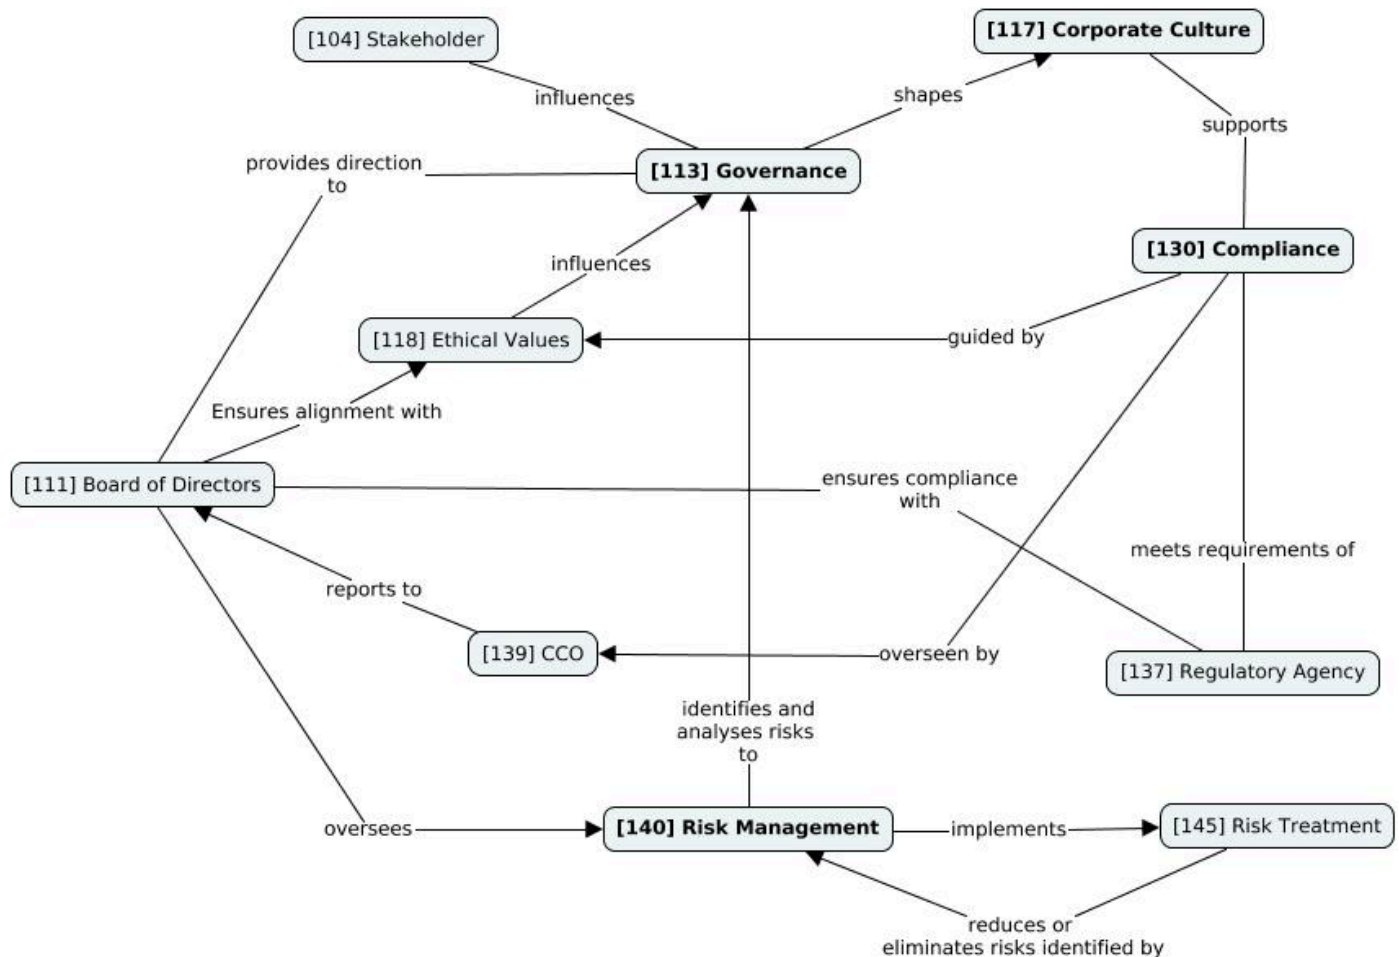 [104] Stakeholder
[117] Corporate Culture
influences
shapes
supports
provides direction
to
[113] Governance
[130] Compliance
influences
[118] Ethical Values
guided by
Ensures alignment with
[111] Board of Directors
ensures compliance
with
meets requirements of
reports to
[139] CCO
overseen by
[137] Regulatory Agency
identifies and
analyses risks
to
oversees
[140] Risk Management
implements
[145] Risk Treatment
reduces or
eliminates risks identified by